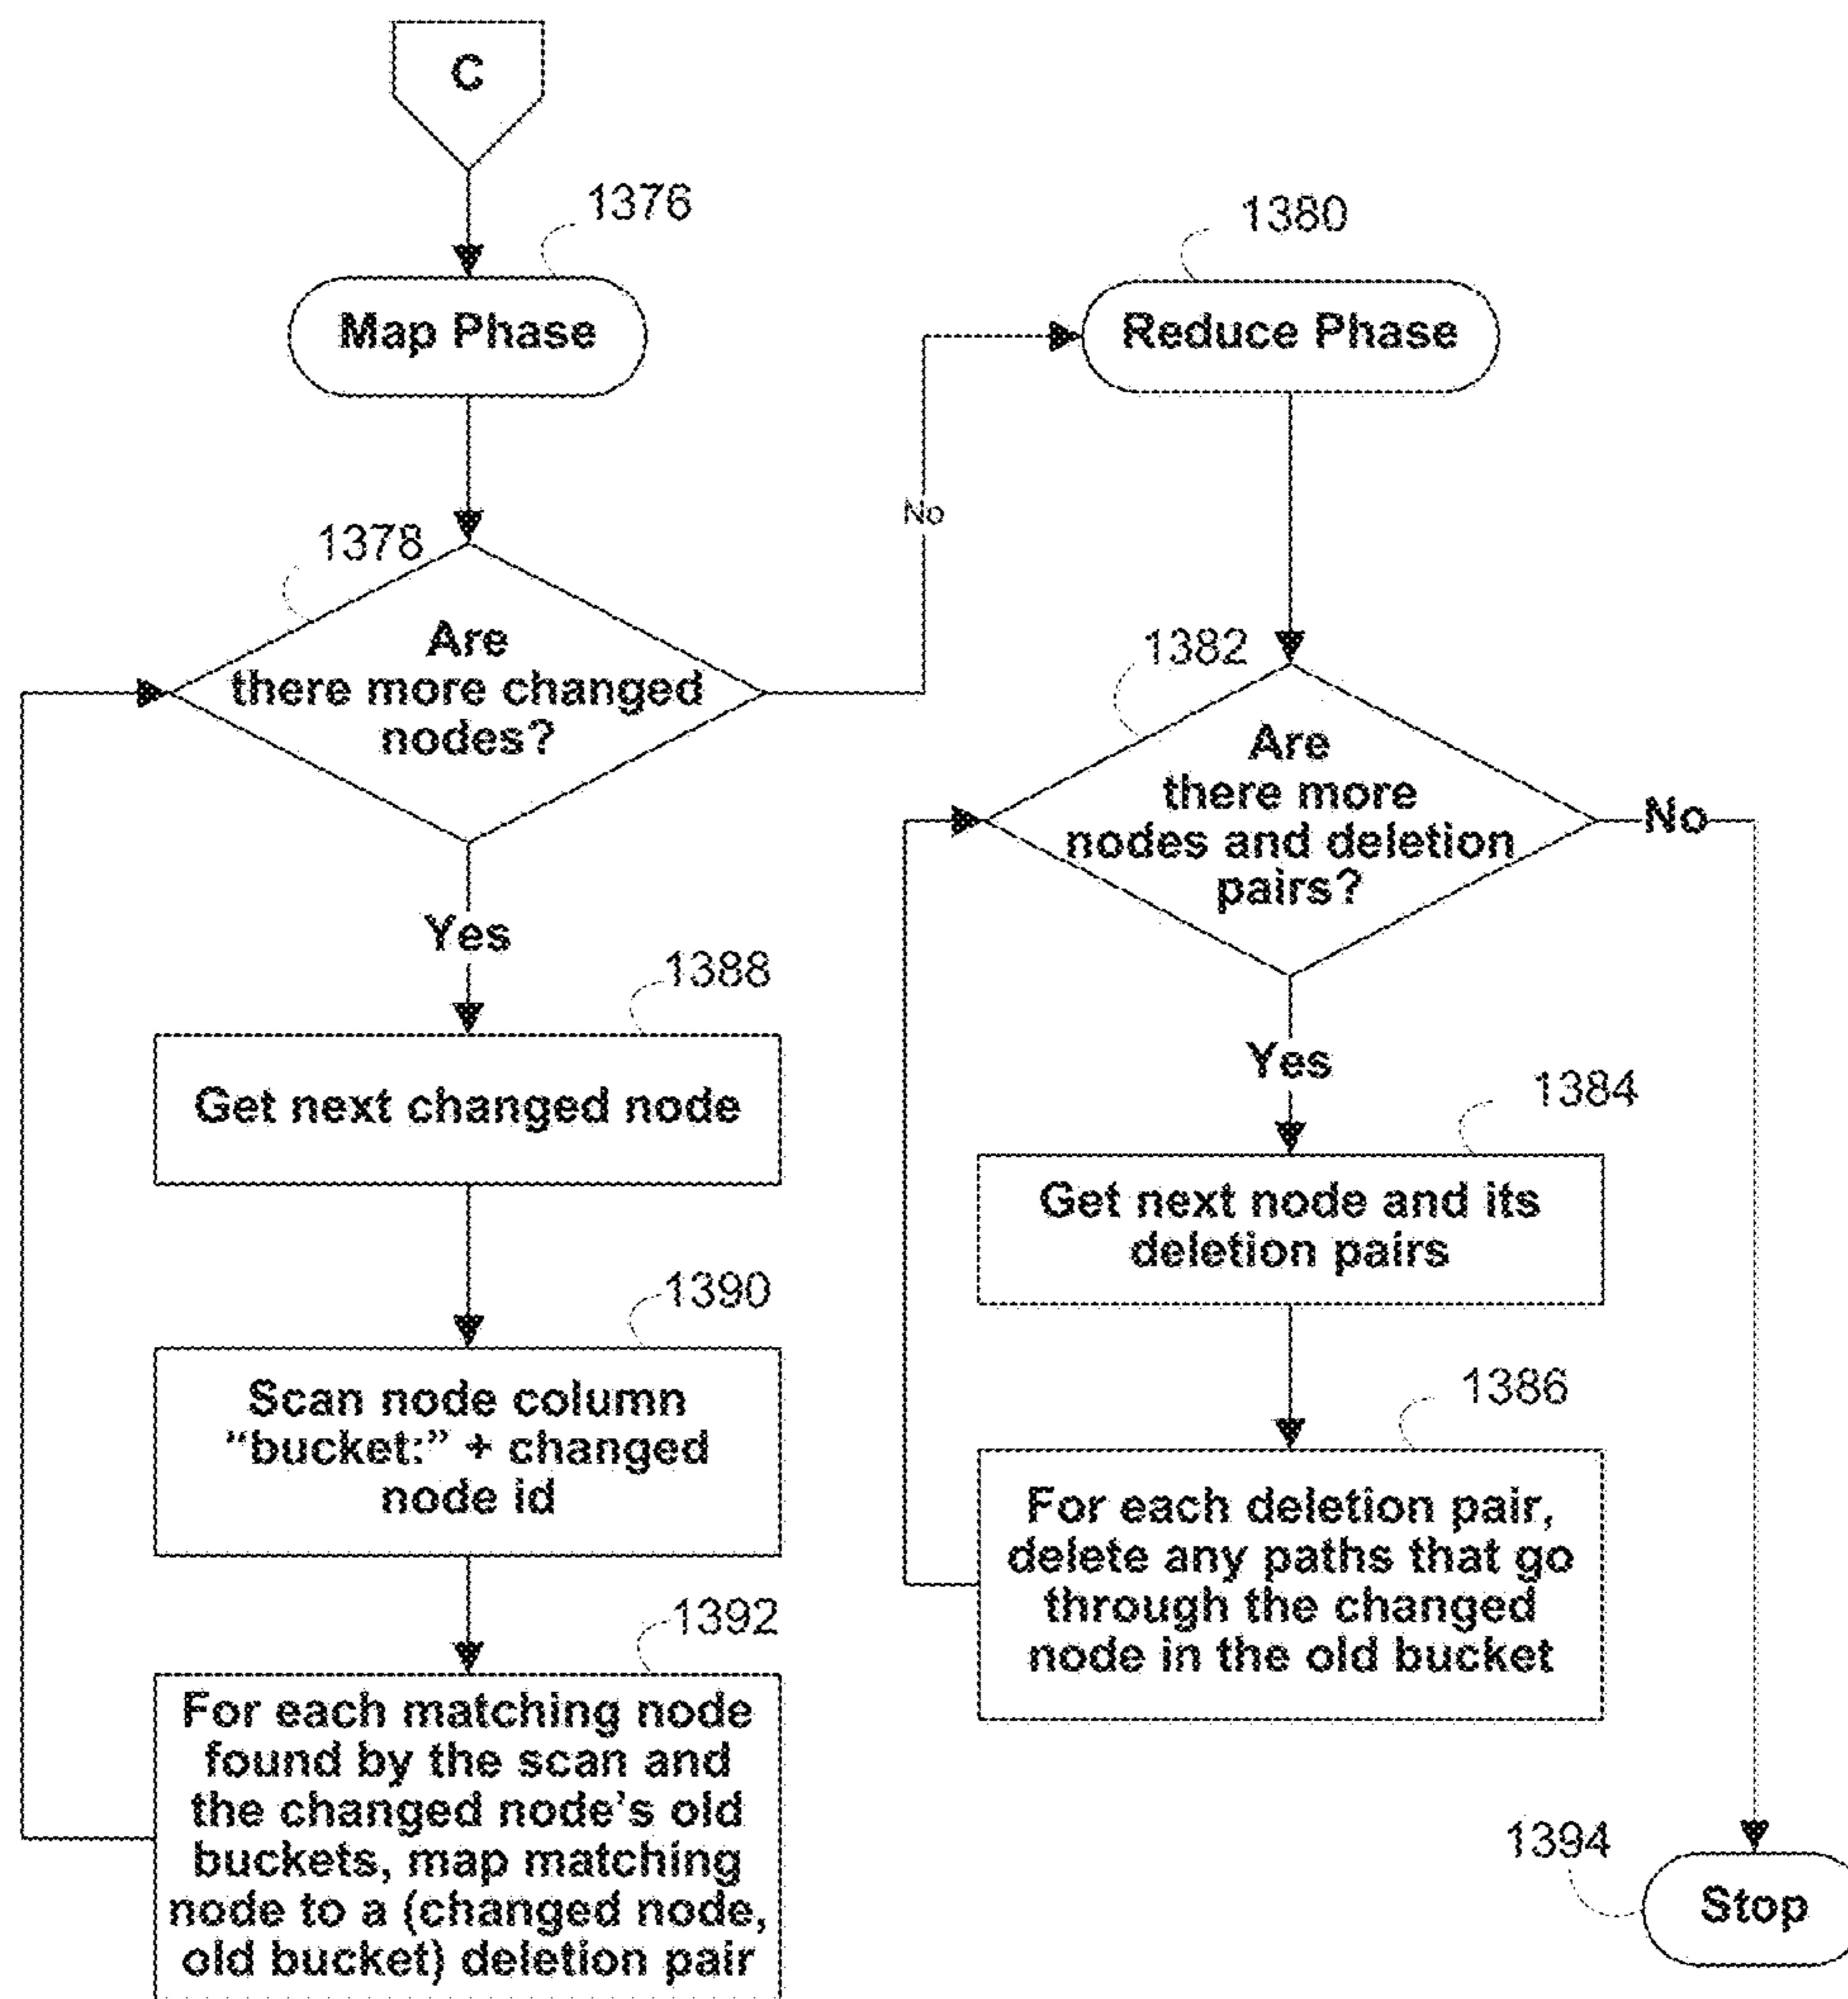 C
1376
Map Phase
1378
Are
there more changed
nodes?
No
Yes
1388
Get next changed node
1390
Scan node column
“bucket:” + changed
node id
1392
For each matching node
found by the scan and
the changed node’s old
buckets, map matching
node to a (changed node,
old bucket) deletion pair
1380
Reduce Phase
1382
Are
there more
nodes and deletion
pairs?
No
Yes
1384
Get next node and its
deletion pairs
1386
For each deletion pair,
delete any paths that go
through the changed
node in the old bucket
1394
Stop